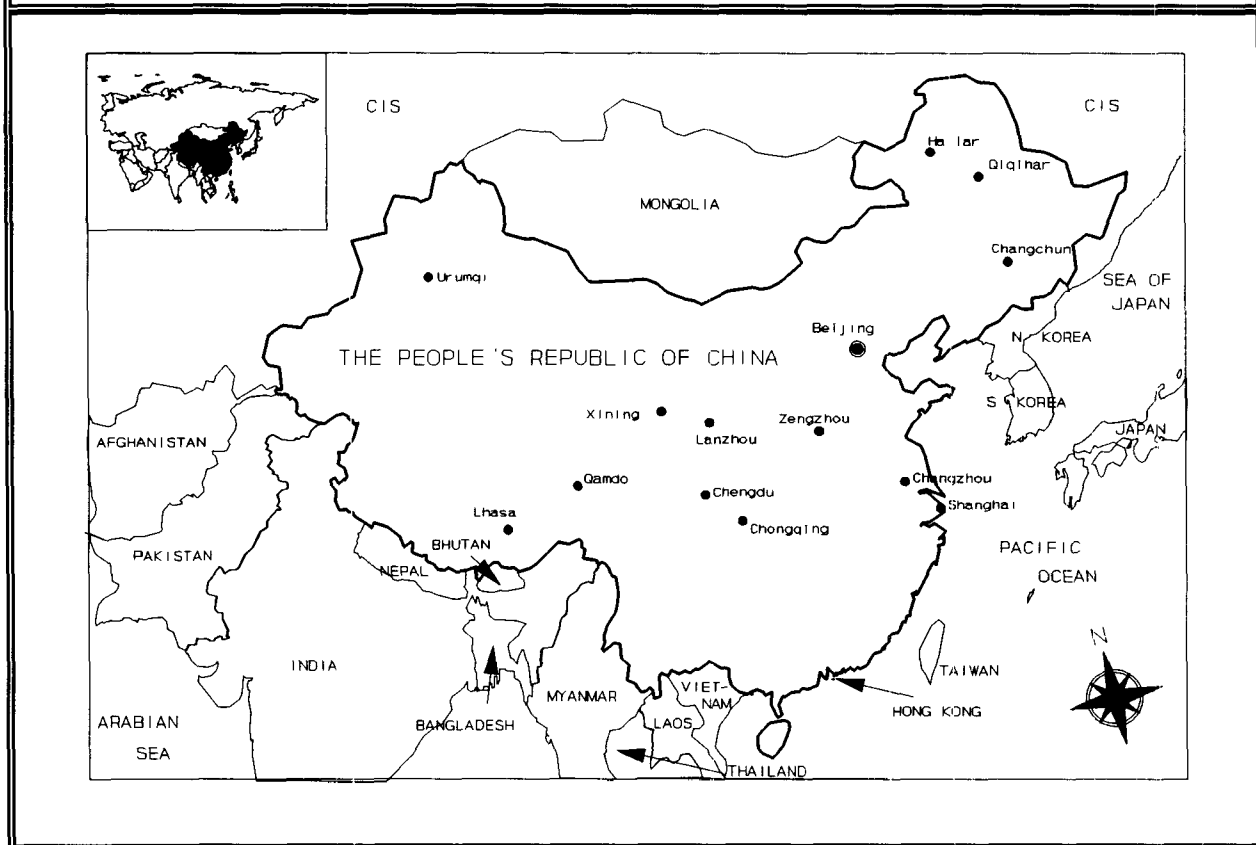 CIS
CIS
Ha lar
Qiqihar
MONGOLIA
Changchun
Urumqi
SEA OF
JAPAN
Beijing
N KOREA
THE PEOPLE'S REPUBLIC OF CHINA
S KOREA
Xining
Lanzhou
Zengzhou
JAPAN
AFGHANISTAN
Qamdo
Chengdu
Changzhou
Shanghai
Lhasa
Chongqing
BHUTAN
PAKISTAN
NEPAL
PACIFIC
OCEAN
N
INDIA
TAIWAN
VIET-
NAM
MYANMAR
HONG KONG
ARABIAN
SEA
BANGLADESH
LAOS
THAILAND